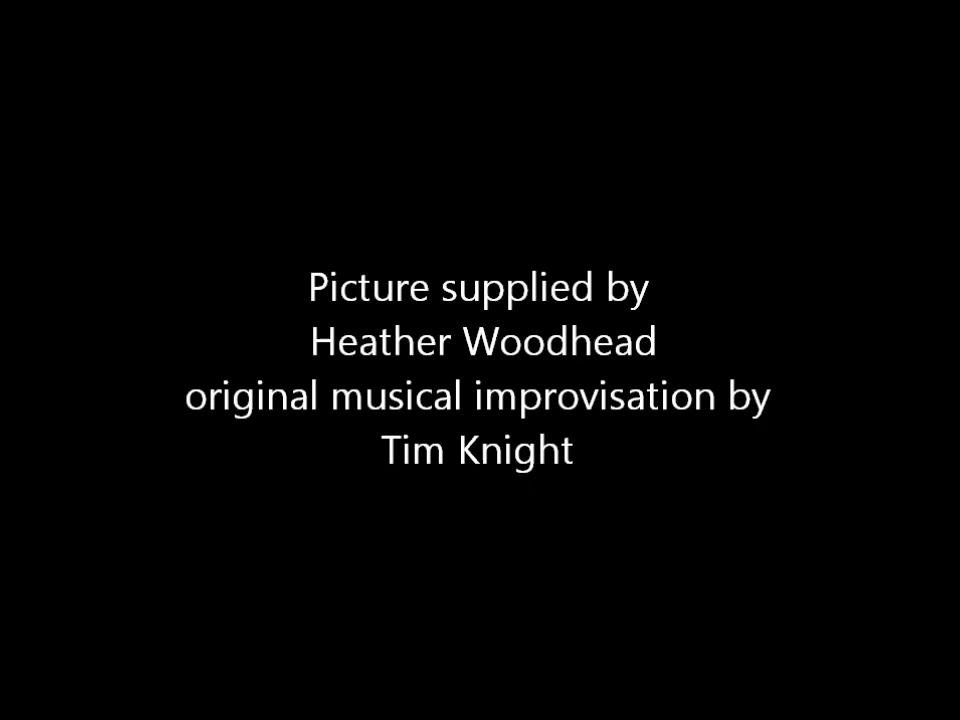 Picture supplied by
Heather Woodhead
original musical improvisation by
Tim Knight